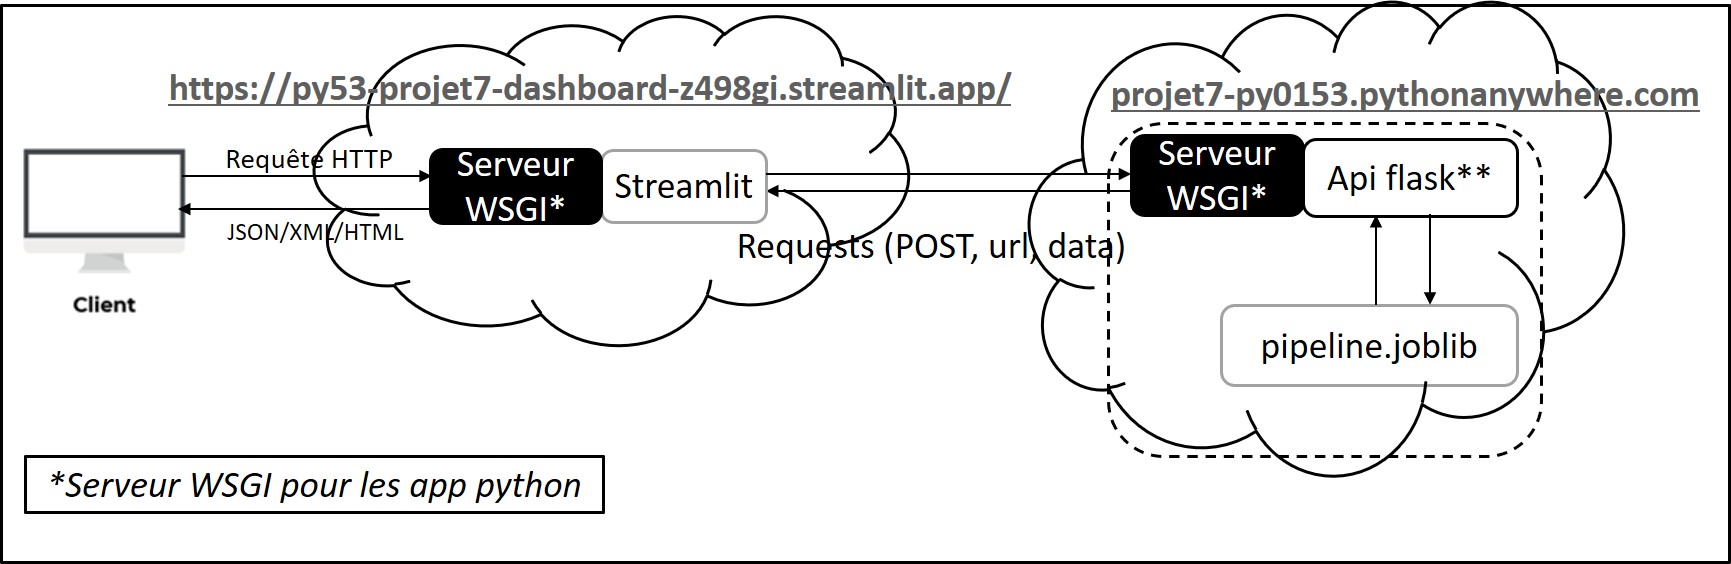 https://py53-projet7-dashboard-z498gi.streamlit.app/
projet7-py0153.pythonanywhere.com
Requête HTTP
JSON/XML/HTML
Client
Serveur
WSGI*
Streamlit
Requests (POST, url, data)
Serveur
WSGI*
Api flask**
pipeline.joblib
*Serveur WSGI pour les app python